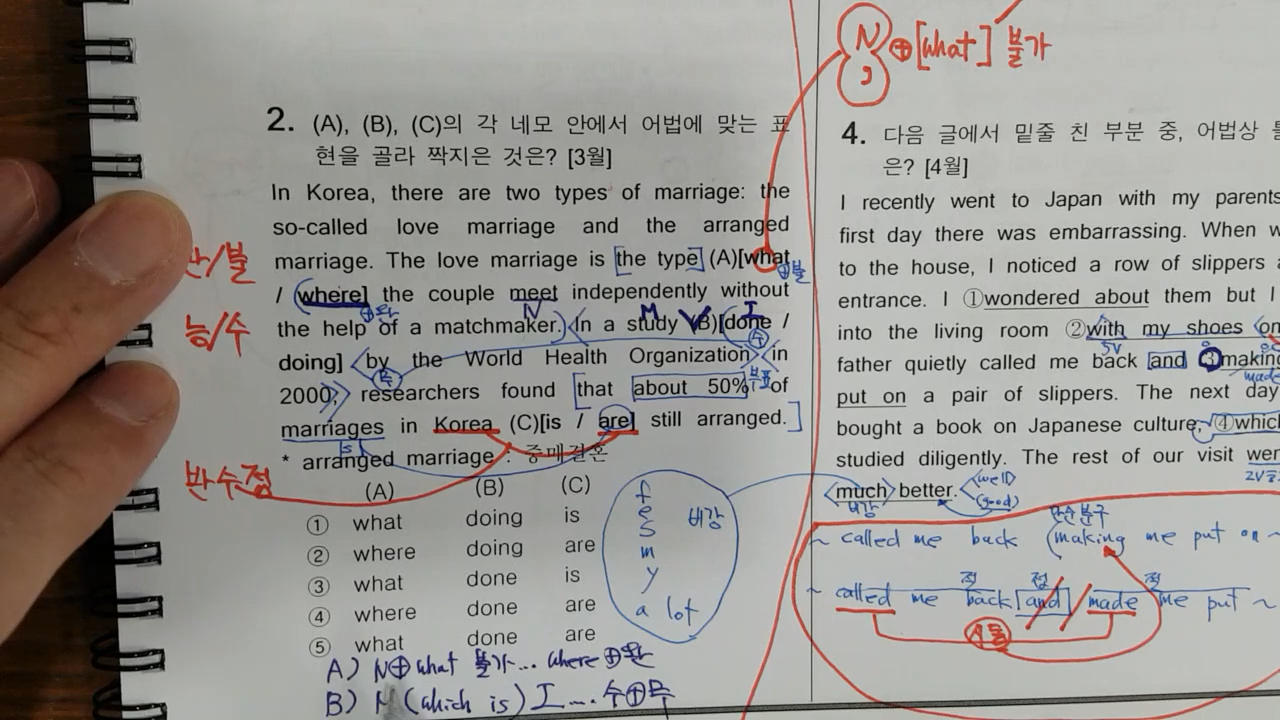 N
,
⊕[what] 불가
2. (A), (B), (C)의 각 네모 안에서 어법에 맞는 표
현을 골라 짝지은 것은? [3월]
In Korea, there are two types of marriage: the
so-called love marriage and the arranged
marriage. The love marriage is [the type] (A)[what
⊕불
/ (where] the couple meet independently without
⊕완
the help of a matchmaker.) In a study (B)[done /
N
M
doing] by the World Health Organization in
2000, researchers found [that about 50% of
marriages in Korea (C)[is / are] still arranged.]
S
* arranged marriage : 중매결혼
능/수
반수점
(A) (B) (C)
① what doing is
② where doing are
③ what done is
④ where done are
⑤ what done are
f
e
s
m
y
a lot
비강
A) N⊕what 불가... where⊕완
B) N (which is) I ....
4. 다음 글에서 밑줄 친 부분 중, 어법상
은? [4월]
I recently went to Japan with my parents
first day there was embarrassing. When
to the house, I noticed a row of slippers
entrance. I ①wondered about them but I
into the living room ②with my shoes
father quietly called me back [and ③making
made
put on a pair of slippers. The next day
bought a book on Japanese culture, ④which
studied diligently. The rest of our visit
<much> better.
비강
(well)
(good)
단순분구
~ called me back (making me put on ~
~ called me back [and] made me put ~